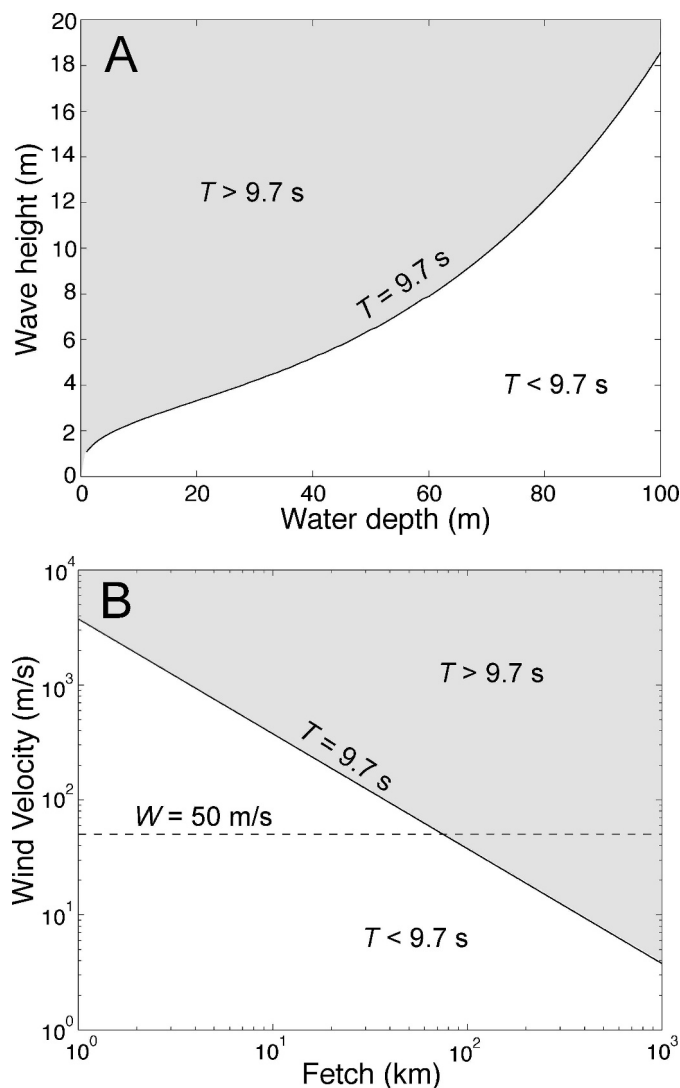 A
20
18
16
14
12
10
8
6
4
2
0
Wave height (m)
T > 9.7 s
T = 9.7 s
T < 9.7 s
0 20 40 60 80 100
Water depth (m)
B
10^4
10^3
10^2
10^1
10^0
Wind Velocity (m/s)
T > 9.7 s
T = 9.7 s
W = 50 m/s
T < 9.7 s
10^0 10^1 10^2 10^3
Fetch (km)